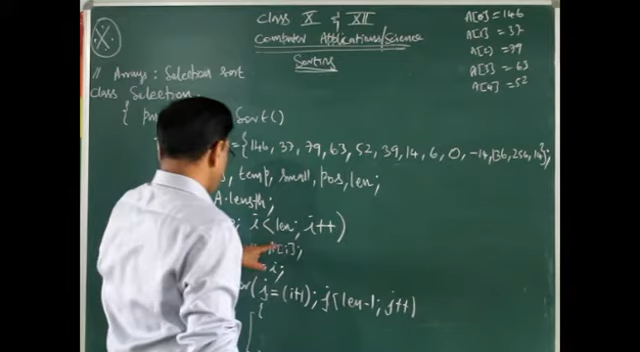 X
Class X & XII
Computer Applications/Science
Sorting
A[0] = 146
A[1] = 37
A[2] = 79
A[3] = 63
A[4] = 52
// Arrays: Selection sort
class Selection
{ Sort()
={146, 37, 79, 63, 52, 39, 14, 6, 0, -14, 136, 256, 14};
, temp, small, pos, len;
A.length;
; i<len; i++)
A[i];
i;
(j=(i+1); j<len-1; j++)
{